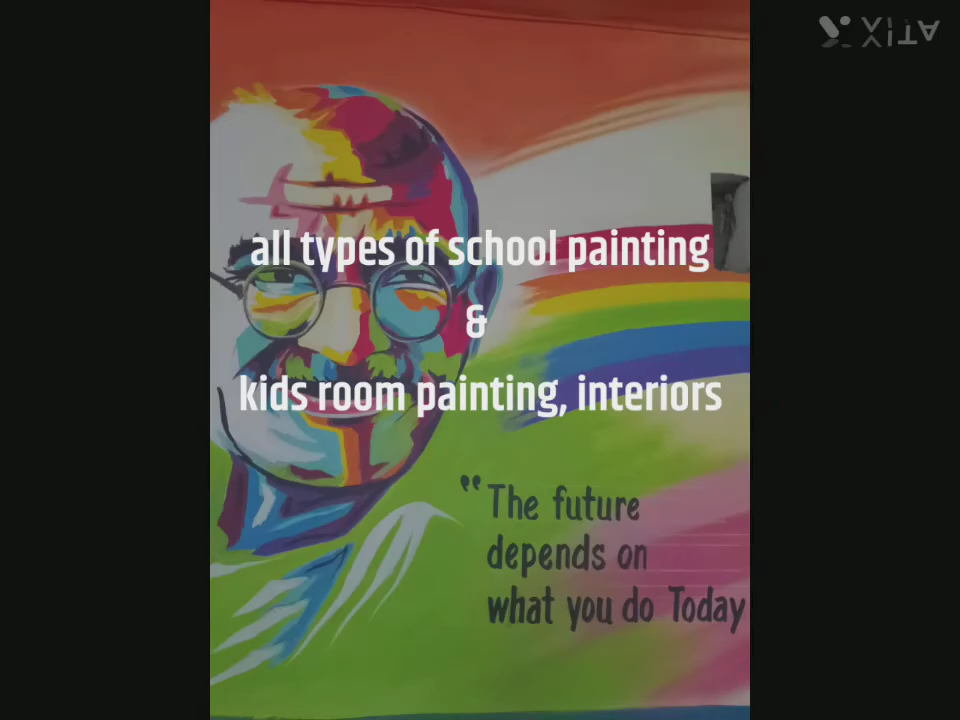 all types of school painting
&
kids room painting, interiors
“The future
depends on
what you do Today